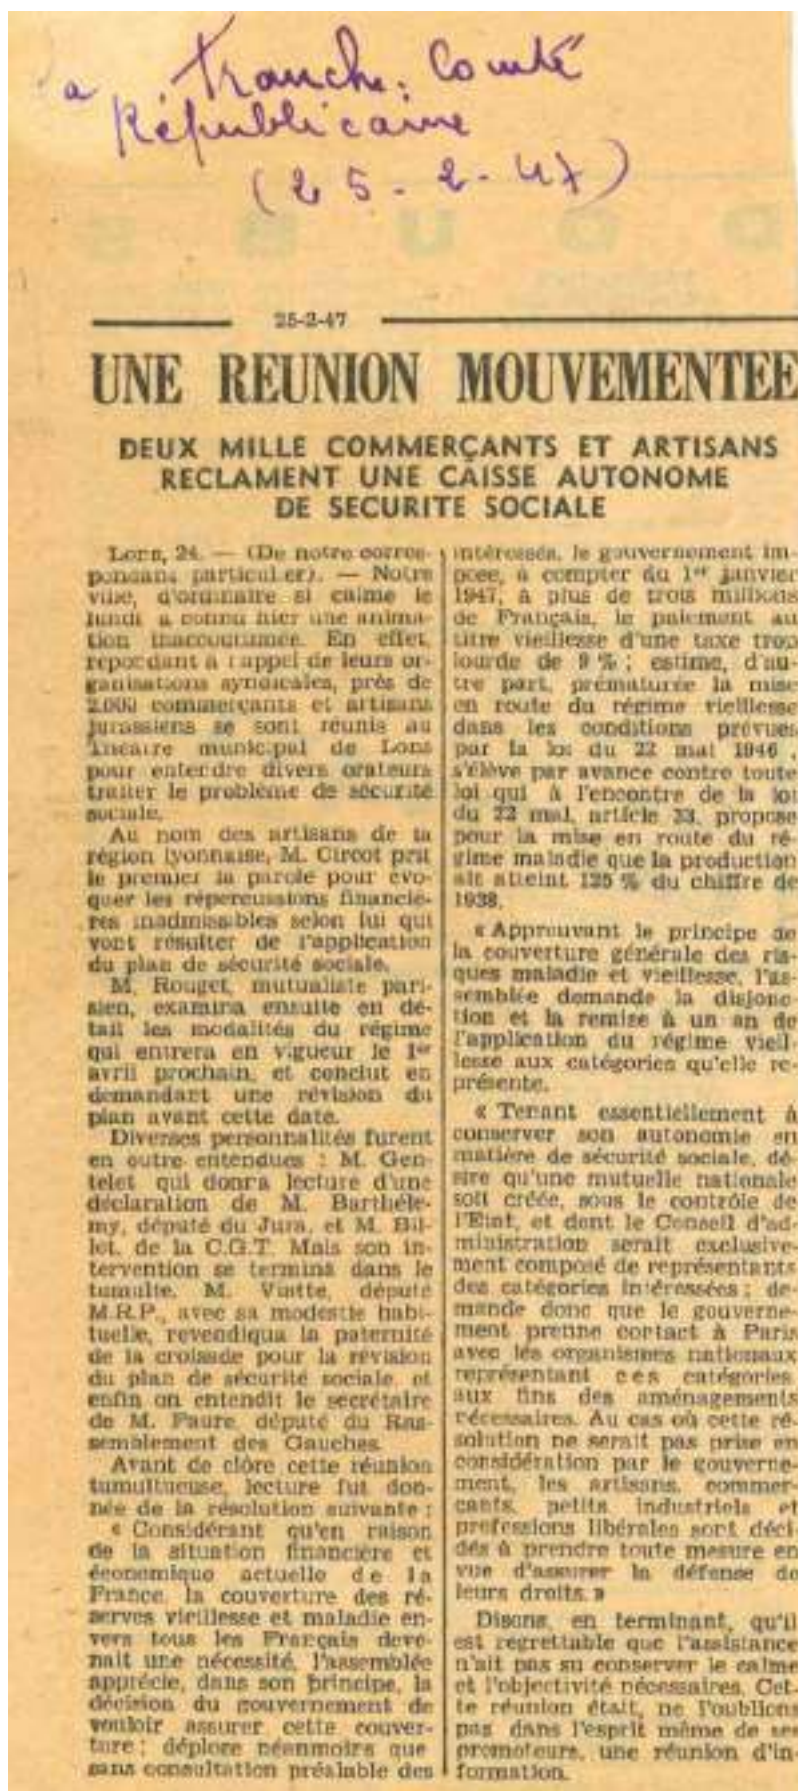 a Franche-Comté
Républicaine
(25-2-47)
25-2-47
UNE REUNION MOUVEMENTEE
DEUX MILLE COMMERÇANTS ET ARTISANS
RECLAMENT UNE CAISSE AUTONOME
DE SECURITE SOCIALE
Lons, 24. — (De notre corres-
pondant particulier). — Notre
ville, d'ordinaire si calme le
lundi a connu hier une anima-
tion inaccoutumée. En effet,
répondant à l'appel de leurs or-
ganisations syndicales, près de
2.000 commerçants et artisans
jurassiens se sont réunis au
Théâtre municipal de Lons
pour entendre divers orateurs
traiter le problème de sécurité
sociale.
Au nom des artisans de la
région lyonnaise, M. Circot prit
le premier la parole pour évo-
quer les répercussions financiè-
res inadmissibles selon lui qui
vont résulter de l'application
du plan de sécurité sociale.
M. Rouget, mutualiste pari-
sien, examina ensuite en dé-
tail les modalités du régime
qui entrera en vigueur le 1er
avril prochain, et conclut en
demandant une révision du
plan avant cette date.
Diverses personnalités furent
en outre entendues : M. Gen-
telet qui donra lecture d'une
déclaration de M. Barthéle-
my, député du Jura, et M. Bil-
let, de la C.G.T. Mais son in-
tervention se termina dans le
tumulte. M. Viatte, député
M.R.P., avec sa modestie habi-
tuelle, revendiqua la paternité
de la croisade pour la révision
du plan de sécurité sociale, et
enfin on entendit le secrétaire
de M. Faure, député du Ras-
semblement des Gauches.
Avant de clore cette réunion
tumultueuse, lecture fut don-
née de la résolution suivante :
« Considérant qu'en raison
de la situation financière et
économique actuelle de la
France, la couverture des ré-
serves vieillesse et maladie en-
vers tous les Français deve-
nait une nécessité, l'assemblée
apprécie, dans son principe, la
décision du gouvernement de
vouloir assurer cette couver-
ture ; déplore néanmoins que
sans consultation préalable des
intéressés, le gouvernement im-
pose, à compter du 1er janvier
1947, à plus de trois millions
de Français, le paiement au
titre vieillesse d'une taxe trop
lourde de 9 % ; estime, d'au-
tre part, prématurée la mise
en route du régime vieillesse
dans les conditions prévues
par la loi du 22 mai 1946 ,
s'élève par avance contre toute
loi qui à l'encontre de la loi
du 22 mai, article 33, propose
pour la mise en route du ré-
gime maladie que la production
ait atteint 125 % du chiffre de
1938.
« Approuvant le principe de
la couverture générale des ris-
ques maladie et vieillesse, l'as-
semblée demande la disjonc-
tion et la remise à un an de
l'application du régime vieil-
lesse aux catégories qu'elle re-
présente.
« Tenant essentiellement à
conserver son autonomie en
matière de sécurité sociale, dé-
sire qu'une mutuelle nationale
soit créée, sous le contrôle de
l'Etat, et dont le Conseil d'ad-
ministration serait exclusive-
ment composé de représentants
des catégories intéressées ; de-
mande donc que le gouverne-
ment prenne contact à Paris
avec les organismes nationaux
représentant ces catégories,
aux fins des aménagements
nécessaires. Au cas où cette ré-
solution ne serait pas prise en
considération par le gouverne-
ment, les artisans, commer-
çants, petits industriels et
professions libérales sont déci-
dés à prendre toute mesure en
vue d'assurer la défense de
leurs droits. »
Disons, en terminant, qu'il
est regrettable que l'assistance
n'ait pas su conserver le calme
et l'objectivité nécessaires. Cet-
te réunion était, ne l'oublions
pas dans l'esprit même de ses
promoteurs, une réunion d'in-
formation.